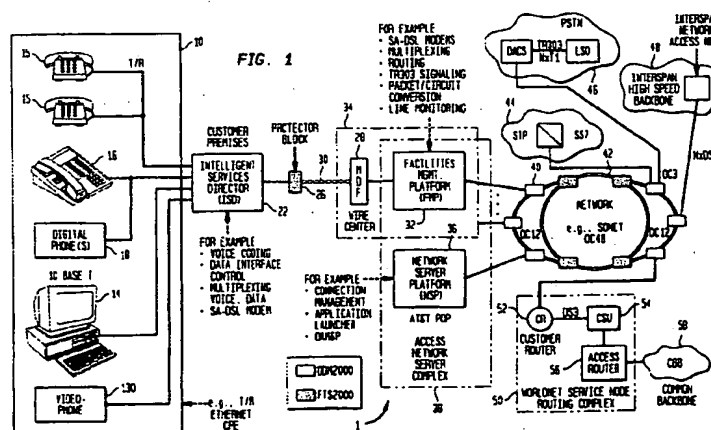 FIG. 1
10
15
T/R
15
16
DIGITAL
PHONE(S)
18
10 BASE T
14
VIDEO-
PHONE
130
e.g., T/R
ETHERNET
CPE
CUSTOMER
PREMISES
INTELLIGENT
SERVICES
DIRECTOR
(ISD)
22
FOR EXAMPLE
• VOICE CODING
• DATA INTERFACE
CONTROL
• MULTIPLEXING
VOICE, DATA
• SA-DSL MODEM
PROTECTOR
BLOCK
26
30
34
28
MDF
WIRE
CENTER
FOR EXAMPLE
• SA-DSL MODEMS
• MULTIPLEXING
• ROUTING
• TR303 SIGNALING
• PACKET/CIRCUIT
CONVERSION
• LINE MONITORING
FACILITIES
MGMT.
PLATFORM
(FMP)
32
36
FOR EXAMPLE
• CONNECTION
MANAGEMENT
• APPLICATION
LAUNCHER
• OAM&P
NETWORK
SERVER
PLATFORM
(NSP)
AT&T POP
ACCESS
NETWORK
SERVER
COMPLEX
38
DDM2000
FTS2000
1
PSTN
DACS
TR303
NxT1
LSO
46
44
STP
SS7
INTERSPAN
NETWORK
48
INTERSPAN
HIGH SPEED
BACKBONE
40
42
OC3
OC12
NETWORK
e.g., SONET
OC48
OC12
52
CR
DS3
CSU
54
CUSTOMER
ROUTER
56
ACCESS
ROUTER
58
CBB
COMMON
BACKBONE
50
WORLDNET SERVICE NODE
ROUTING COMPLEX